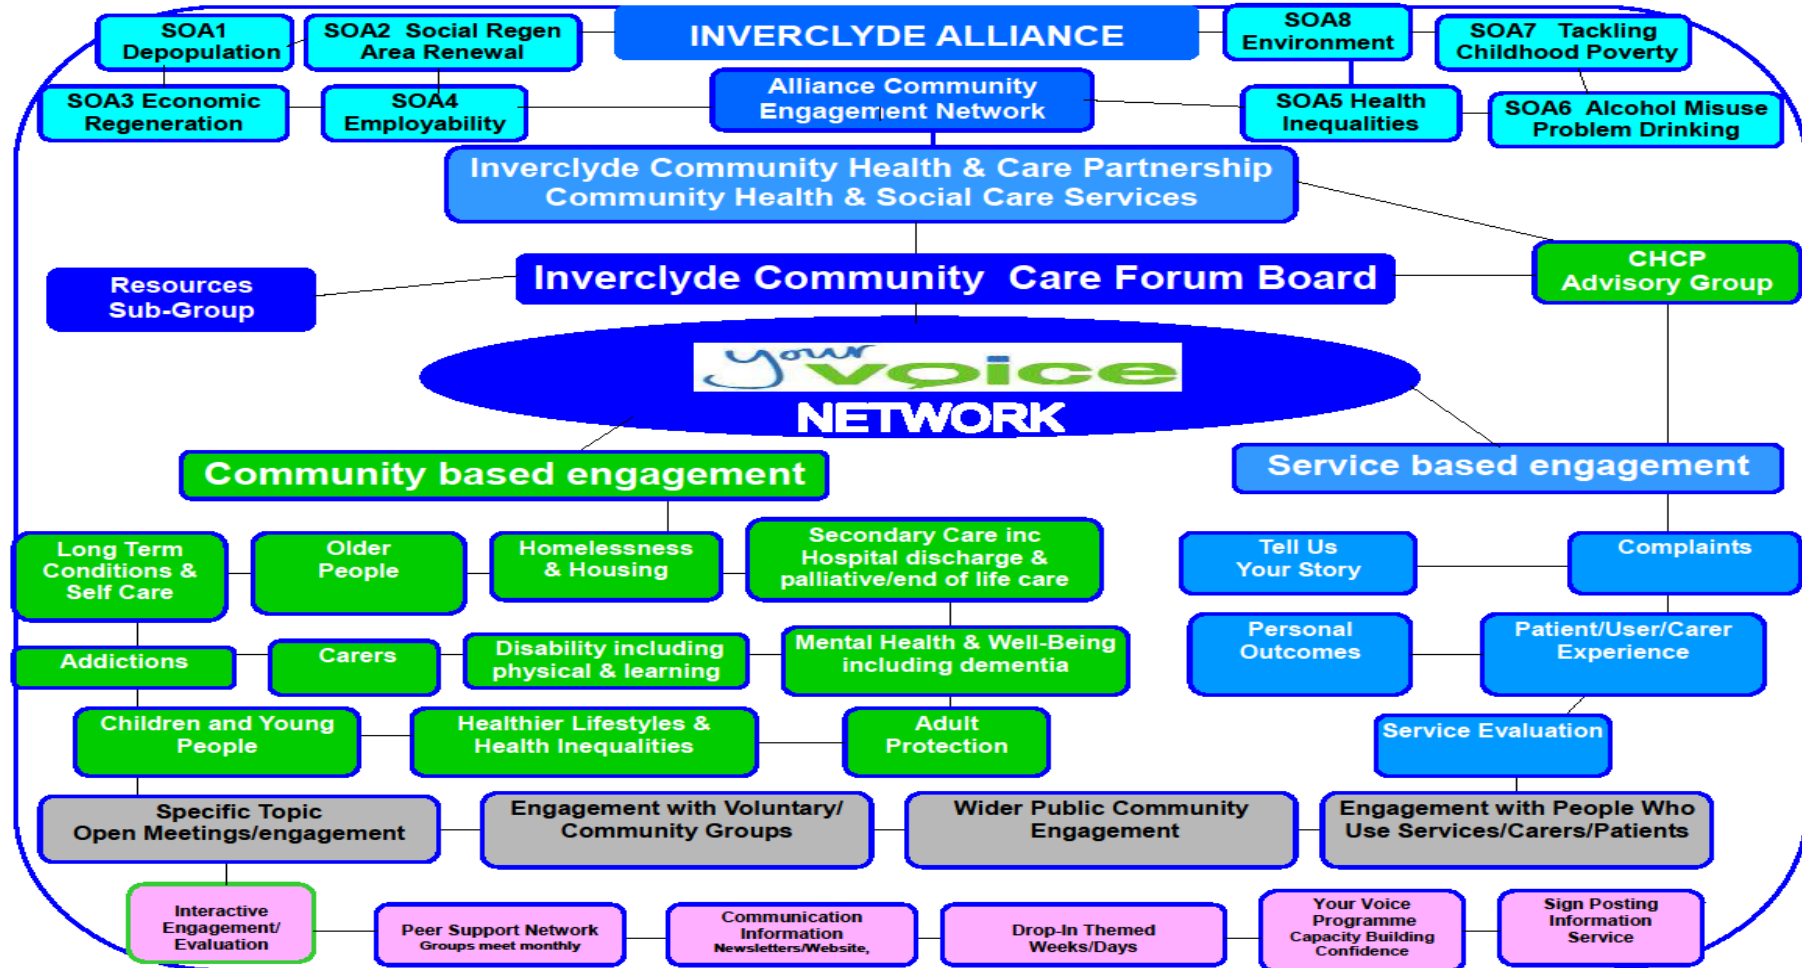 SOA1
Depopulation
SOA2  Social Regen
Area Renewal
INVERCLYDE ALLIANCE
SOA8
Environment
SOA7   Tackling
Childhood Poverty
SOA3 Economic
Regeneration
SOA4
Employability
Alliance Community
Engagement Network
SOA5 Health
Inequalities
SOA6  Alcohol Misuse
Problem Drinking
Inverclyde Community Health & Care Partnership
Community Health & Social Care Services
Resources
Sub-Group
Inverclyde Community  Care Forum Board
CHCP
Advisory Group
your
voice
NETWORK
Community based engagement
Service based engagement
Long Term
Conditions &
Self Care
Older
People
Homelessness
& Housing
Secondary Care inc
Hospital discharge &
palliative/end of life care
Tell Us
Your Story
Complaints
Addictions
Carers
Disability including
physical & learning
Mental Health & Well-Being
including dementia
Personal
Outcomes
Patient/User/Carer
Experience
Children and Young
People
Healthier Lifestyles &
Health Inequalities
Adult
Protection
Service Evaluation
Specific Topic
Open Meetings/engagement
Engagement with Voluntary/
Community Groups
Wider Public Community
Engagement
Engagement with People Who
Use Services/Carers/Patients
Interactive
Engagement/
Evaluation
Peer Support Network
Groups meet monthly
Communication
Information
Newsletters/Website,
Drop-In Themed
Weeks/Days
Your Voice
Programme
Capacity Building
Confidence
Sign Posting
Information
Service